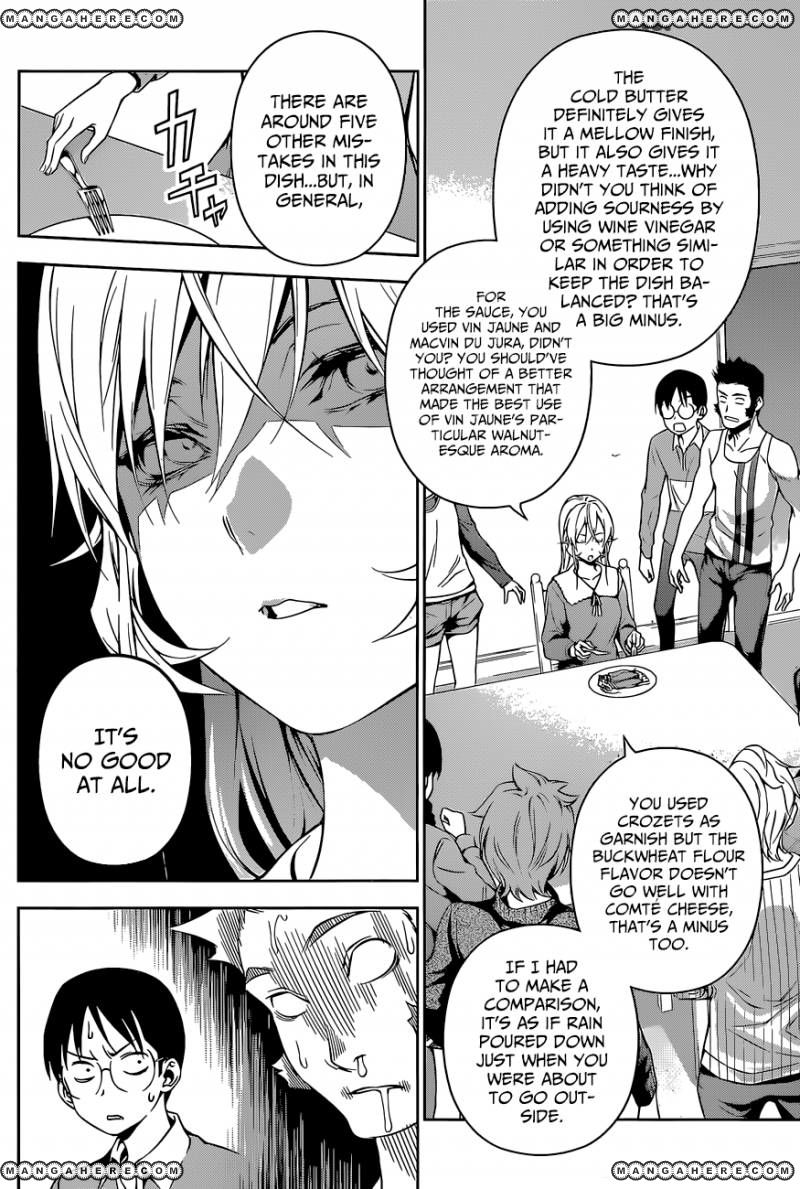 MANGAHERE.COM
MANGAHERE.COM
THE
COLD BUTTER
DEFINITELY GIVES
IT A MELLOW FINISH,
BUT IT ALSO GIVES IT
A HEAVY TASTE...WHY
DIDN'T YOU THINK OF
ADDING SOURNESS BY
USING WINE VINEGAR
OR SOMETHING SIMI-
LAR IN ORDER TO
KEEP THE DISH BA-
LANCED? THAT'S
A BIG MINUS.
FOR
THE SAUCE, YOU
USED VIN JAUNE AND
MACVIN DU JURA, DIDN'T
YOU? YOU SHOULD'VE
THOUGHT OF A BETTER
ARRANGEMENT THAT
MADE THE BEST USE
OF VIN JAUNE'S PAR-
TICULAR WALNUT-
ESQUE AROMA.
YOU USED
CROZETS AS
GARNISH BUT THE
BUCKWHEAT FLOUR
FLAVOR DOESN'T
GO WELL WITH
COMTÉ CHEESE,
THAT'S A MINUS
TOO.
IF I HAD
TO MAKE A
COMPARISON,
IT'S AS IF RAIN
POURED DOWN
JUST WHEN YOU
WERE ABOUT
TO GO OUT-
SIDE.
THERE ARE
AROUND FIVE
OTHER MIS-
TAKES IN THIS
DISH...BUT, IN
GENERAL,
カチャ
IT'S
NO GOOD
AT ALL.
MANGAHERE.COM
MANGAHERE.COM